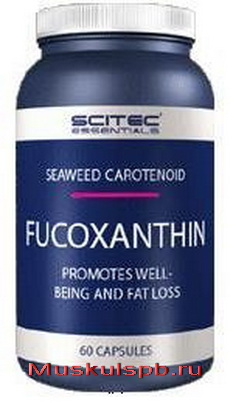 SCITEC
ESSENTIALS
SEAWEED CAROTENOID
FUCOXANTHIN
PROMOTES WELL-
BEING AND FAT LOSS
60 CAPSULES
Muskulspb.ru